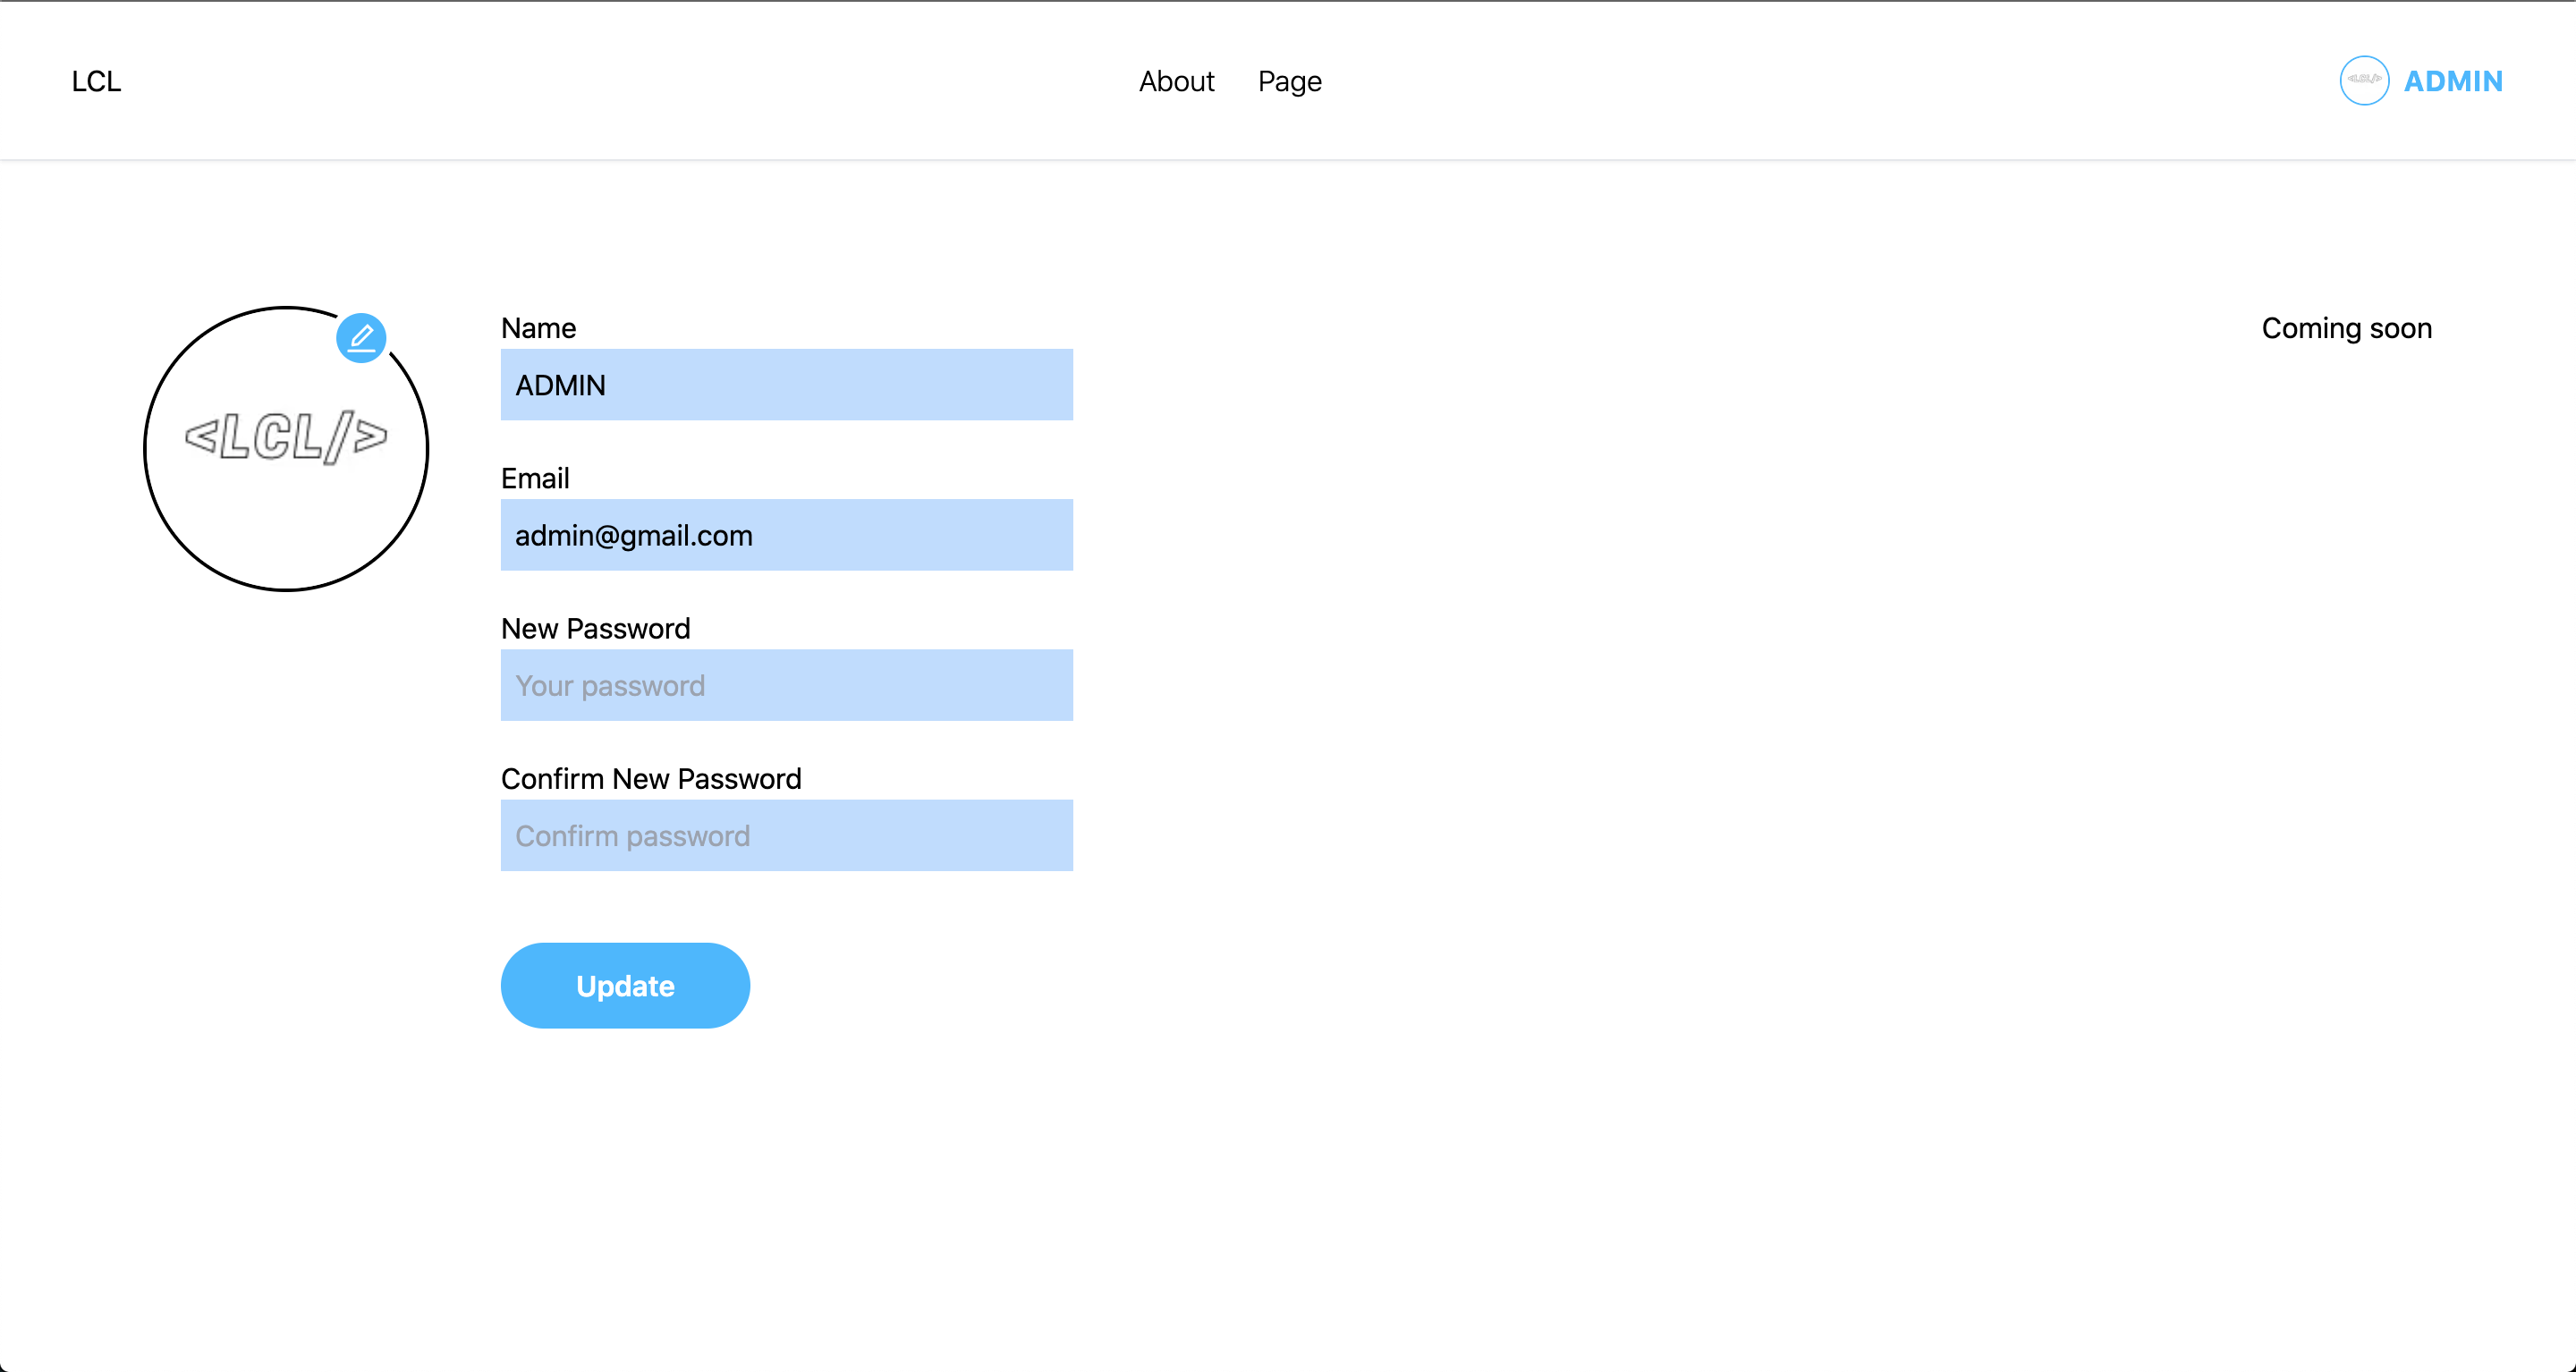 LCL
About Page
<LCL/> ADMIN
<LCL/>
Name
ADMIN
Email
admin@gmail.com
New Password
Your password
Confirm New Password
Confirm password
Update
Coming soon